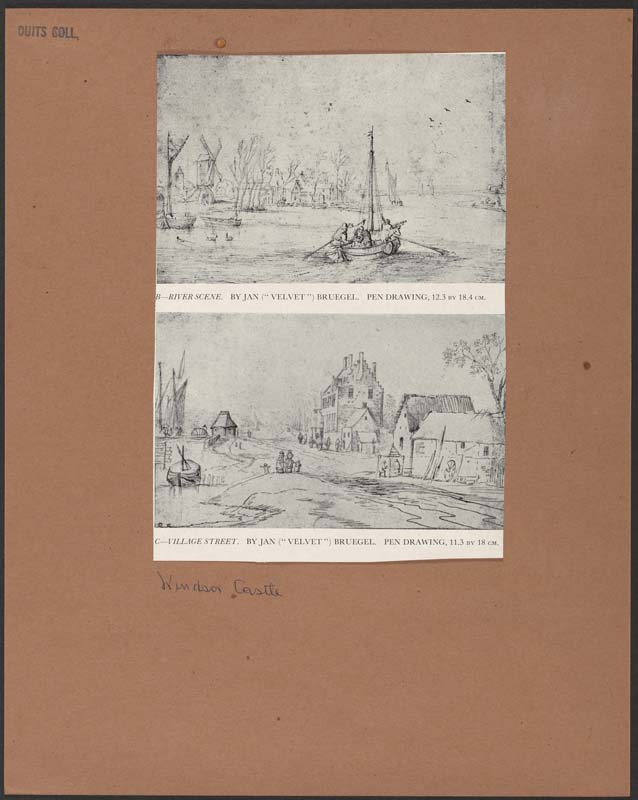 DUITS COLL.
B—RIVER SCENE. BY JAN ("VELVET") BRUEGEL. PEN DRAWING, 12.3 BY 18.4 CM.
C—VILLAGE STREET. BY JAN ("VELVET") BRUEGEL. PEN DRAWING, 11.3 BY 18 CM.
Windsor Castle